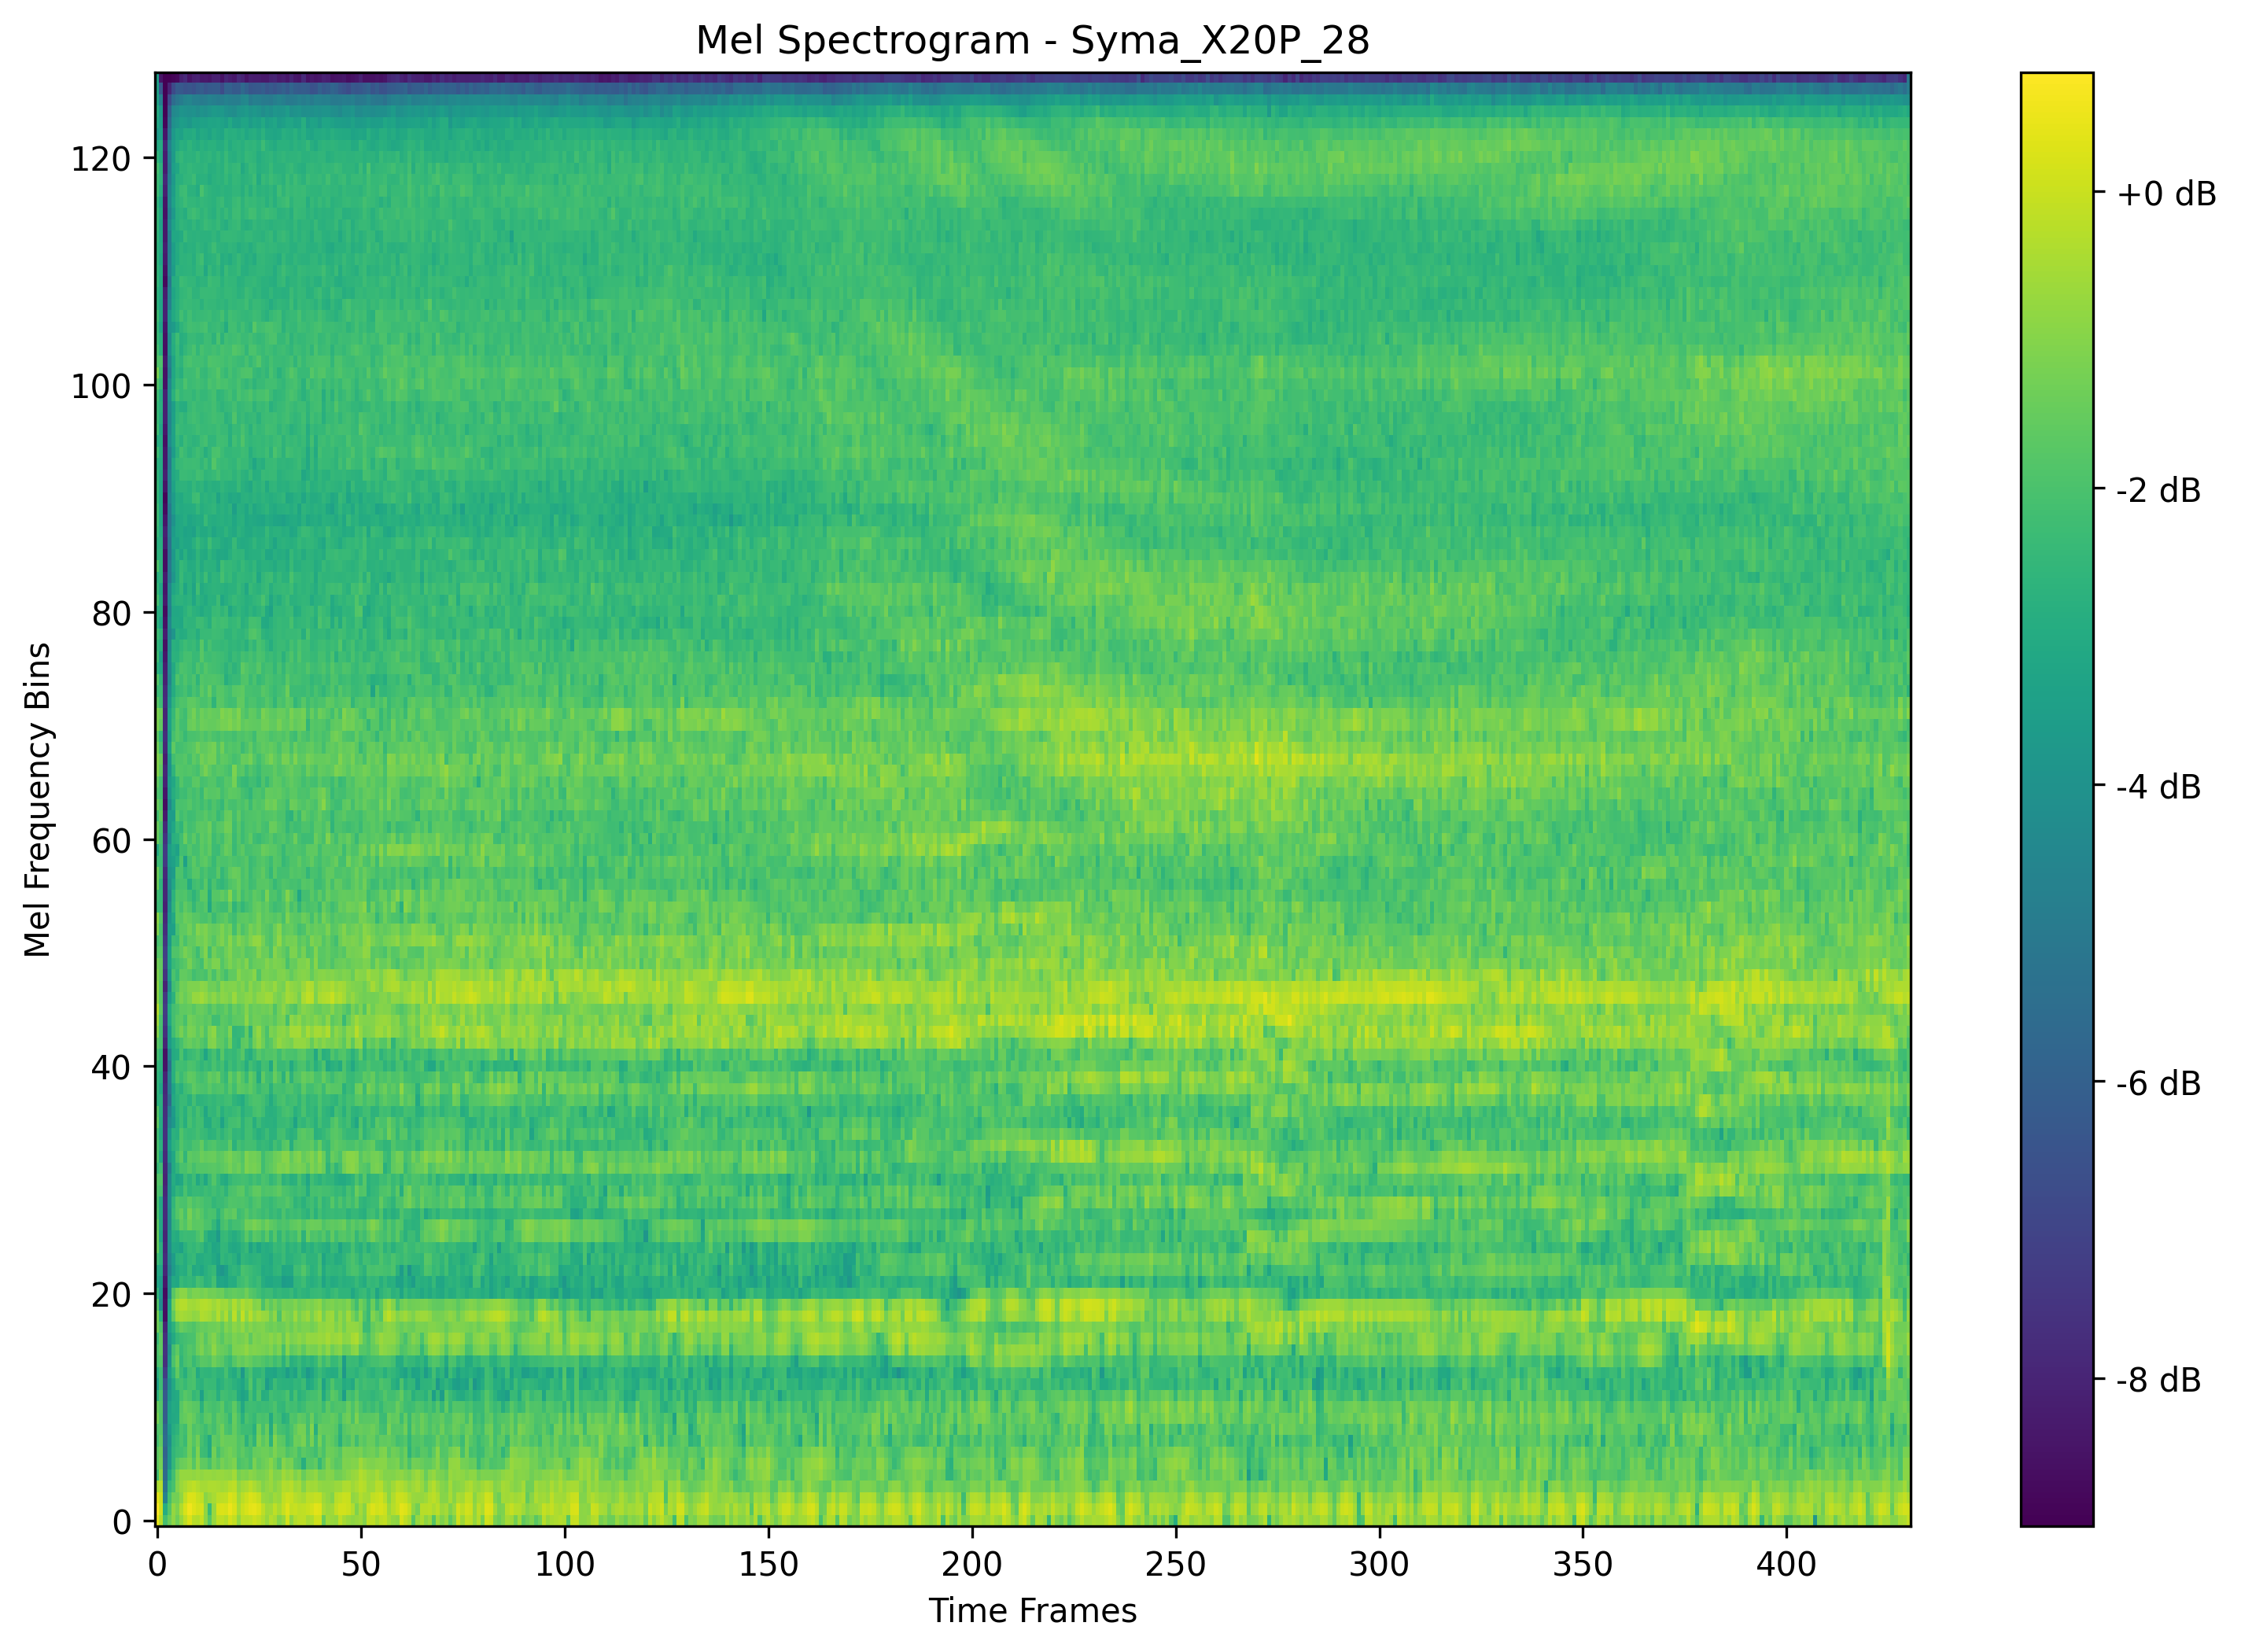 Mel Spectrogram - Syma_X20P_28
Mel Frequency Bins
120
100
80
60
40
20
0
0 50 100 150 200 250 300 350 400
Time Frames
+0 dB
-2 dB
-4 dB
-6 dB
-8 dB